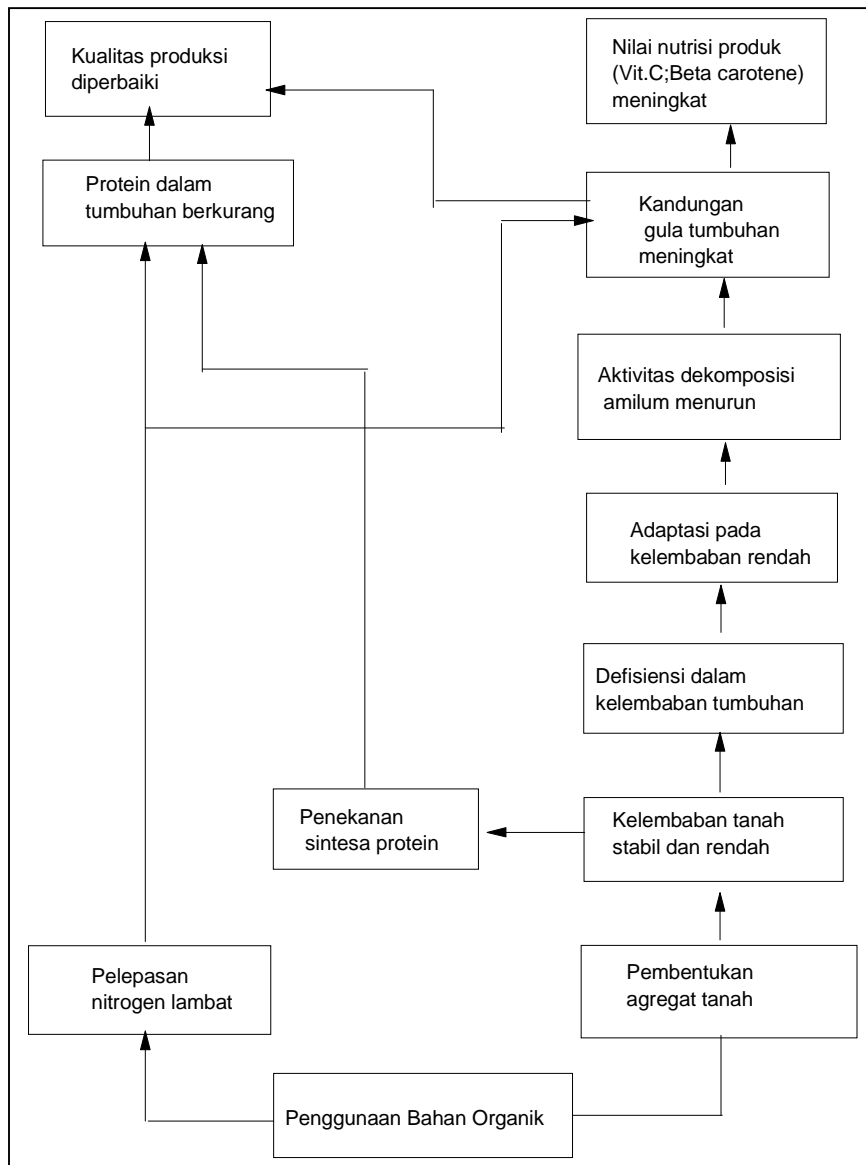 Kualitas produksi
diperbaiki
Nilai nutrisi produk
(Vit.C;Beta carotene)
meningkat
Protein dalam
tumbuhan berkurang
Kandungan
gula tumbuhan
meningkat
Aktivitas dekomposisi
amilum menurun
Adaptasi pada
kelembaban rendah
Defisiensi dalam
kelembaban tumbuhan
Penekanan
sintesa protein
Kelembaban tanah
stabil dan rendah
Pelepasan
nitrogen lambat
Pembentukan
agregat tanah
Penggunaan Bahan Organik